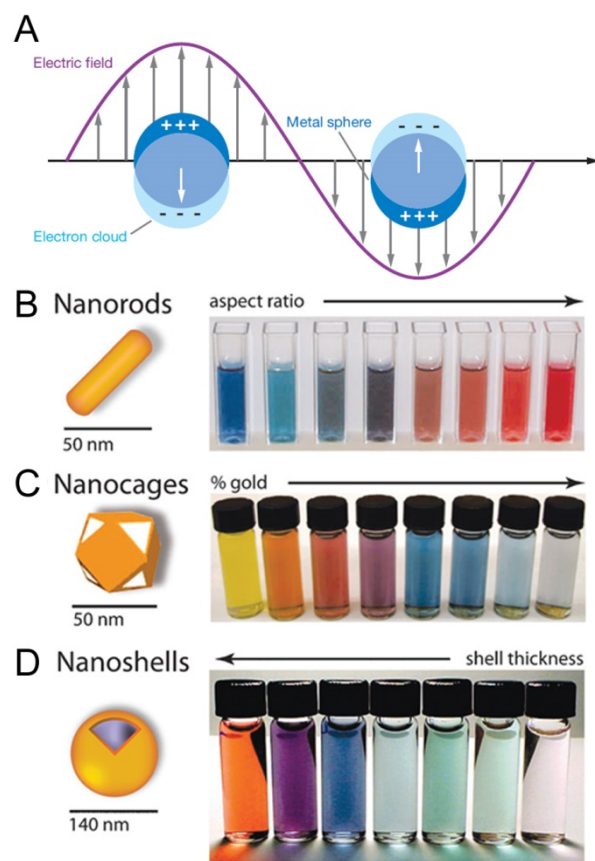 A
Electric field
+++
- - -
Metal sphere
- - -
+++
Electron cloud
B Nanorods
aspect ratio
50 nm
C Nanocages
% gold
50 nm
D Nanoshells
shell thickness
140 nm